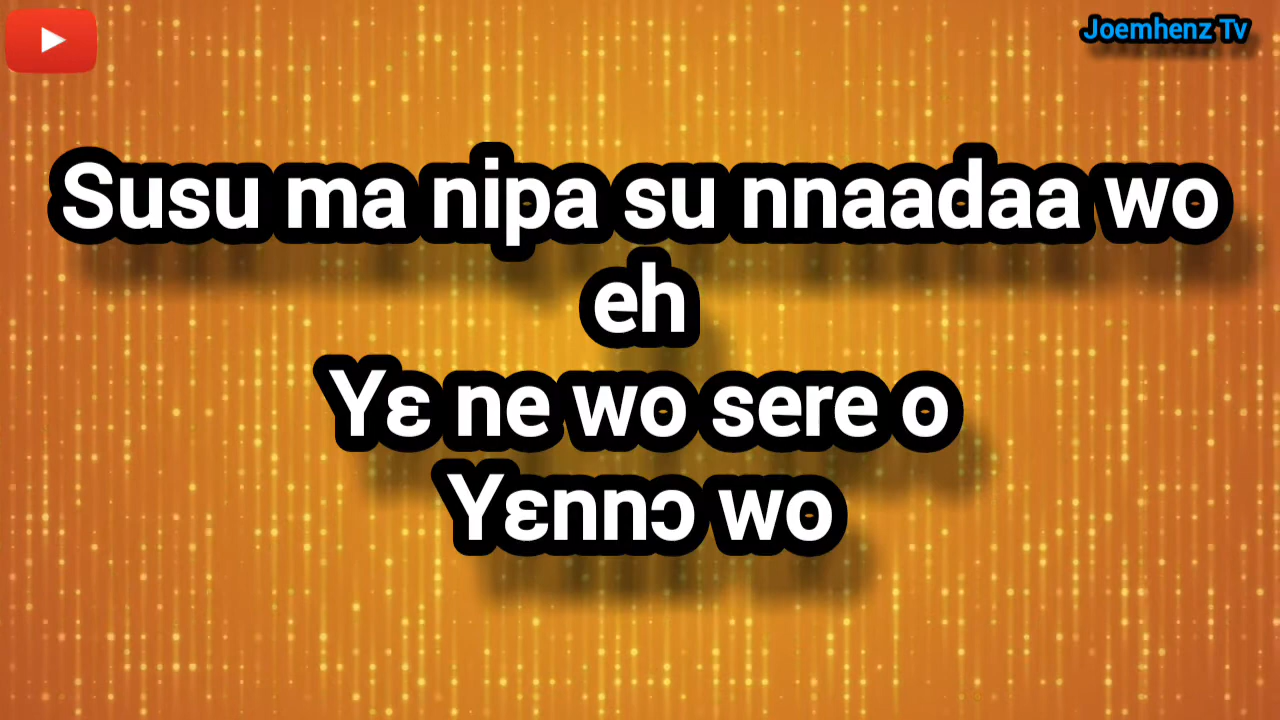 Joemhenz Tv
Susu ma nipa su nnaadaa wo
eh
Yɛ ne wo sere o
Yɛnnɔ wo